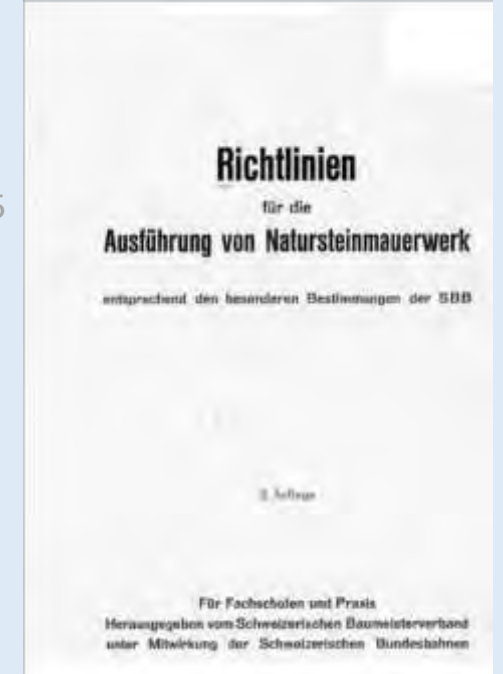 Richtlinien
für die
Ausführung von Natursteinmauerwerk
entsprechend den besonderen Bestimmungen der SBB
Auflage
Für Fachschulen und Praxis
Herausgegeben vom Schweizerischen Baumeisterverband
unter Mitwirkung der Schweizerischen Bundesbahnen